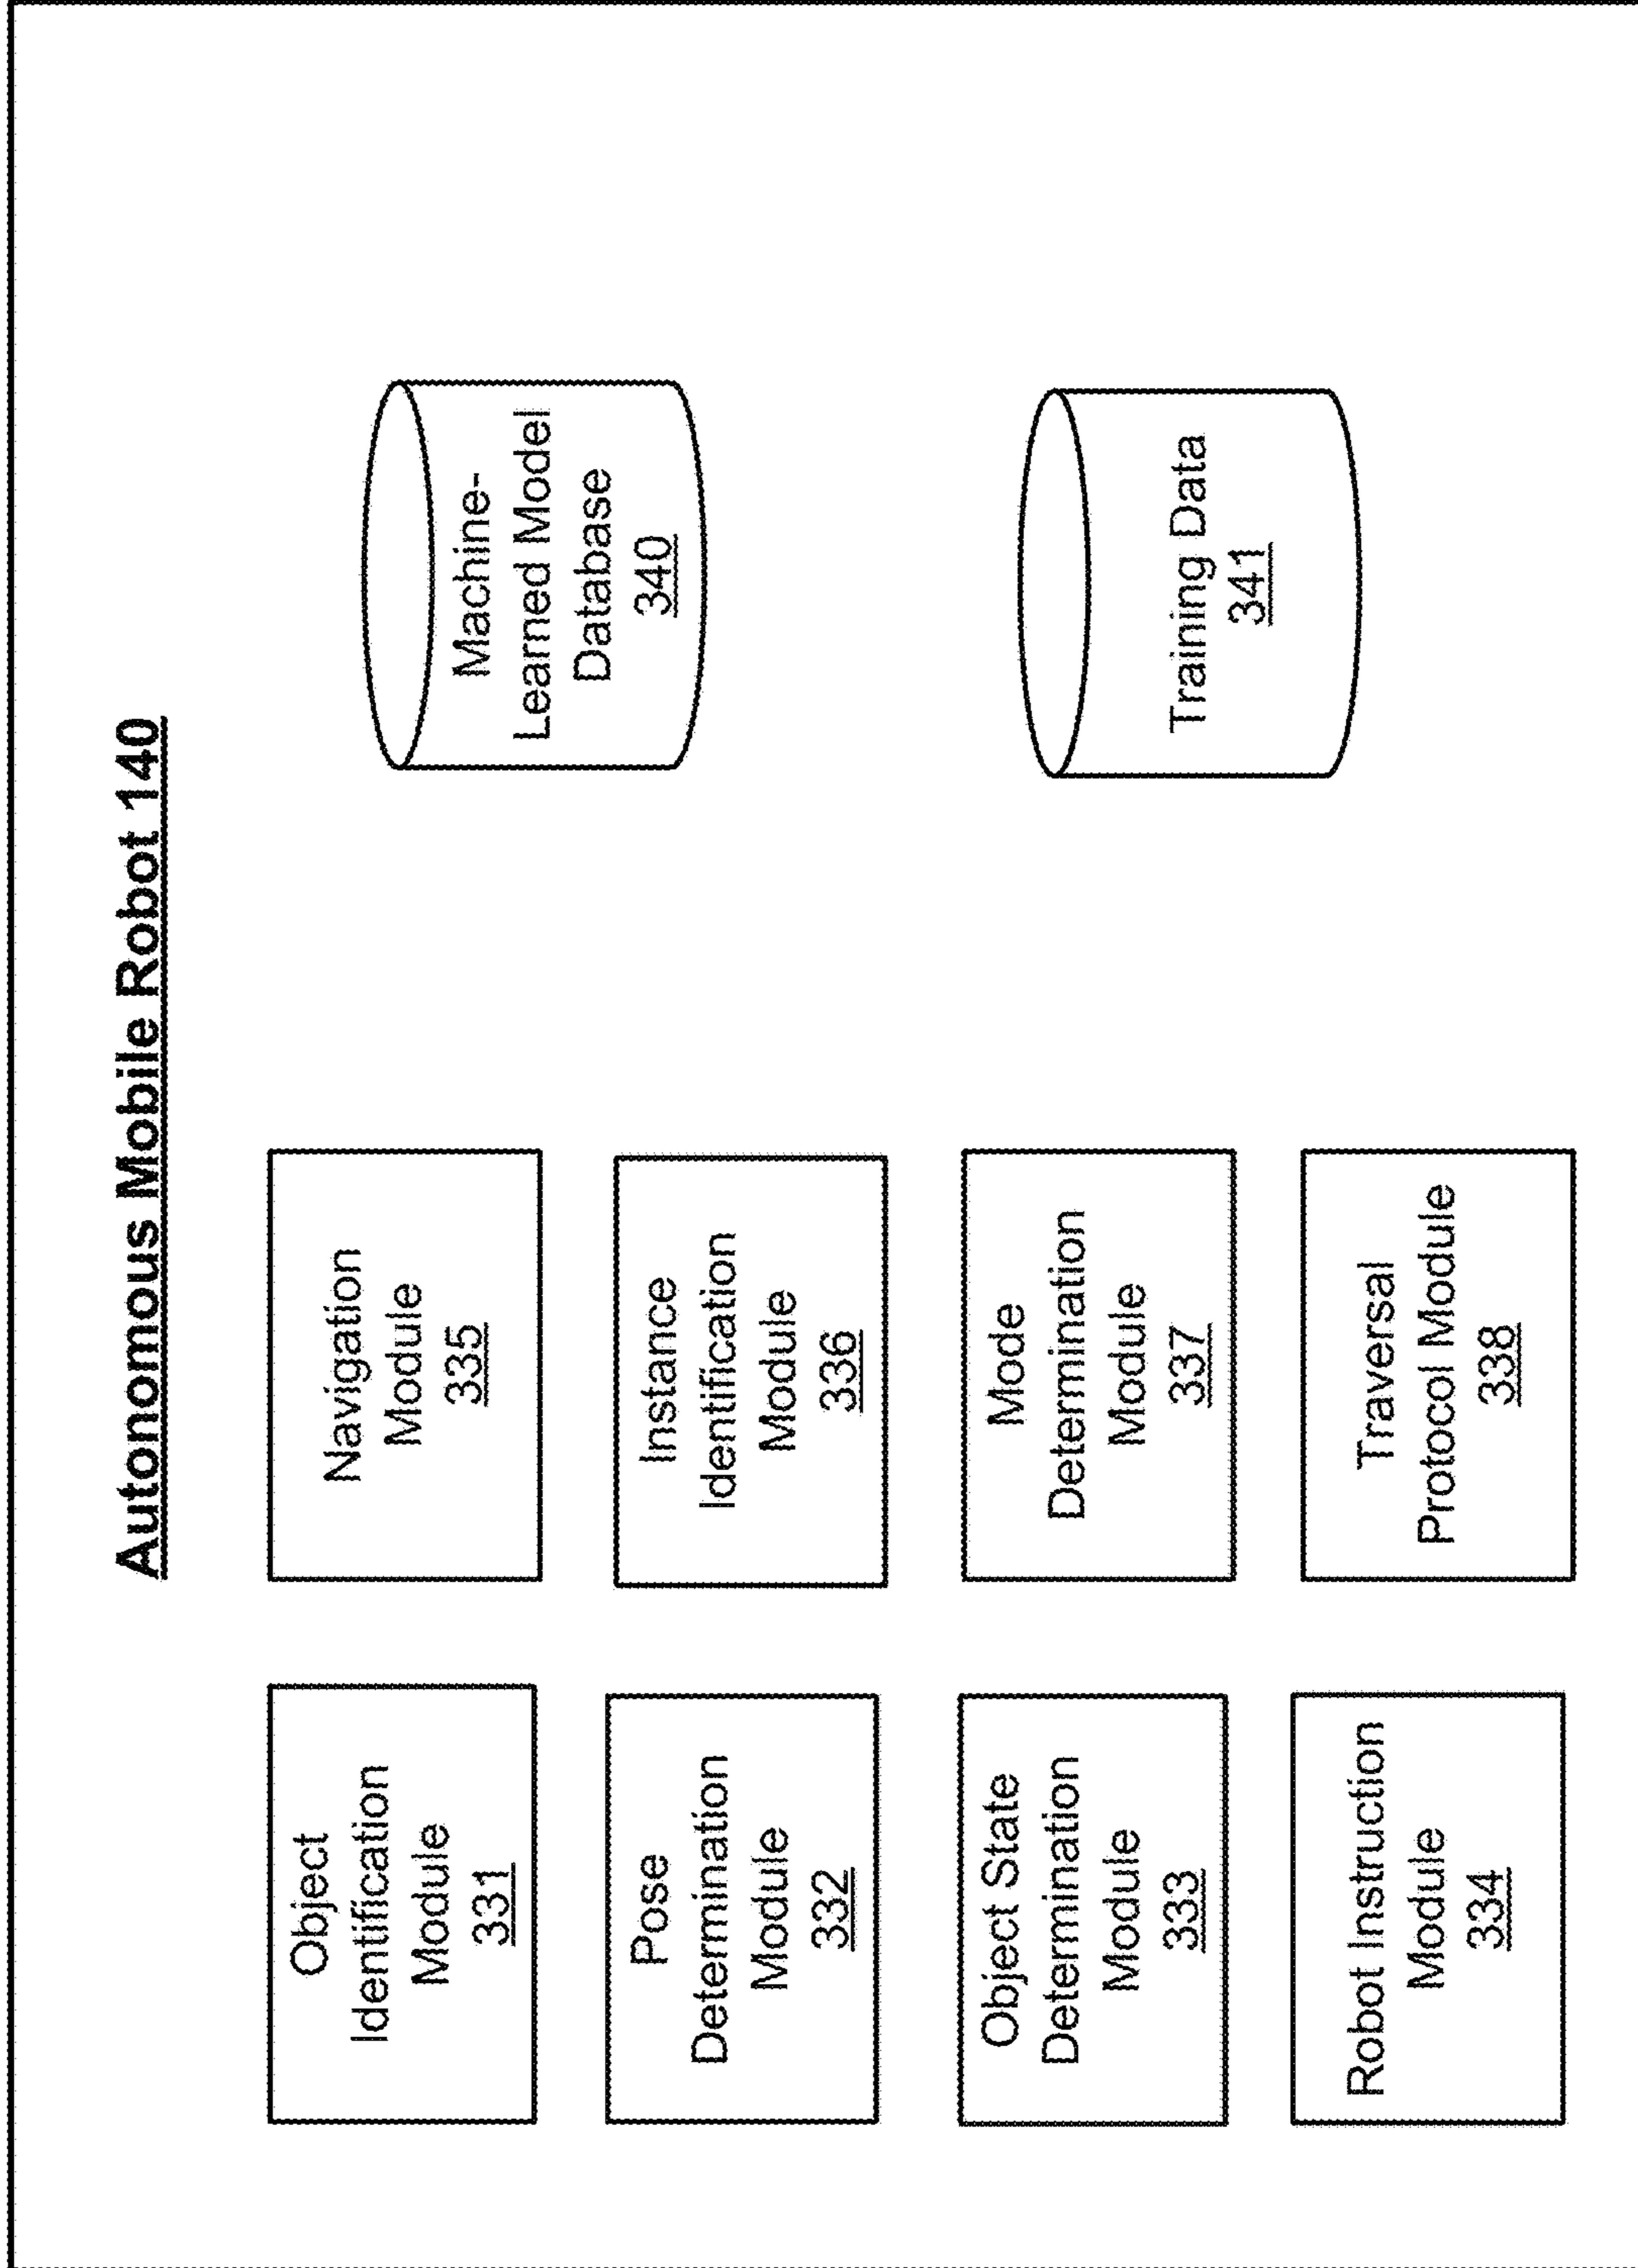 Autonomous Mobile Robot 140
Object
Identification
Module
331
Pose
Determination
Module
332
Object State
Determination
Module
333
Robot Instruction
Module
334
Navigation
Module
335
Instance
Identification
Module
336
Mode
Determination
Module
337
Traversal
Protocol Module
338
Machine-
Learned Model
Database
340
Training Data
341